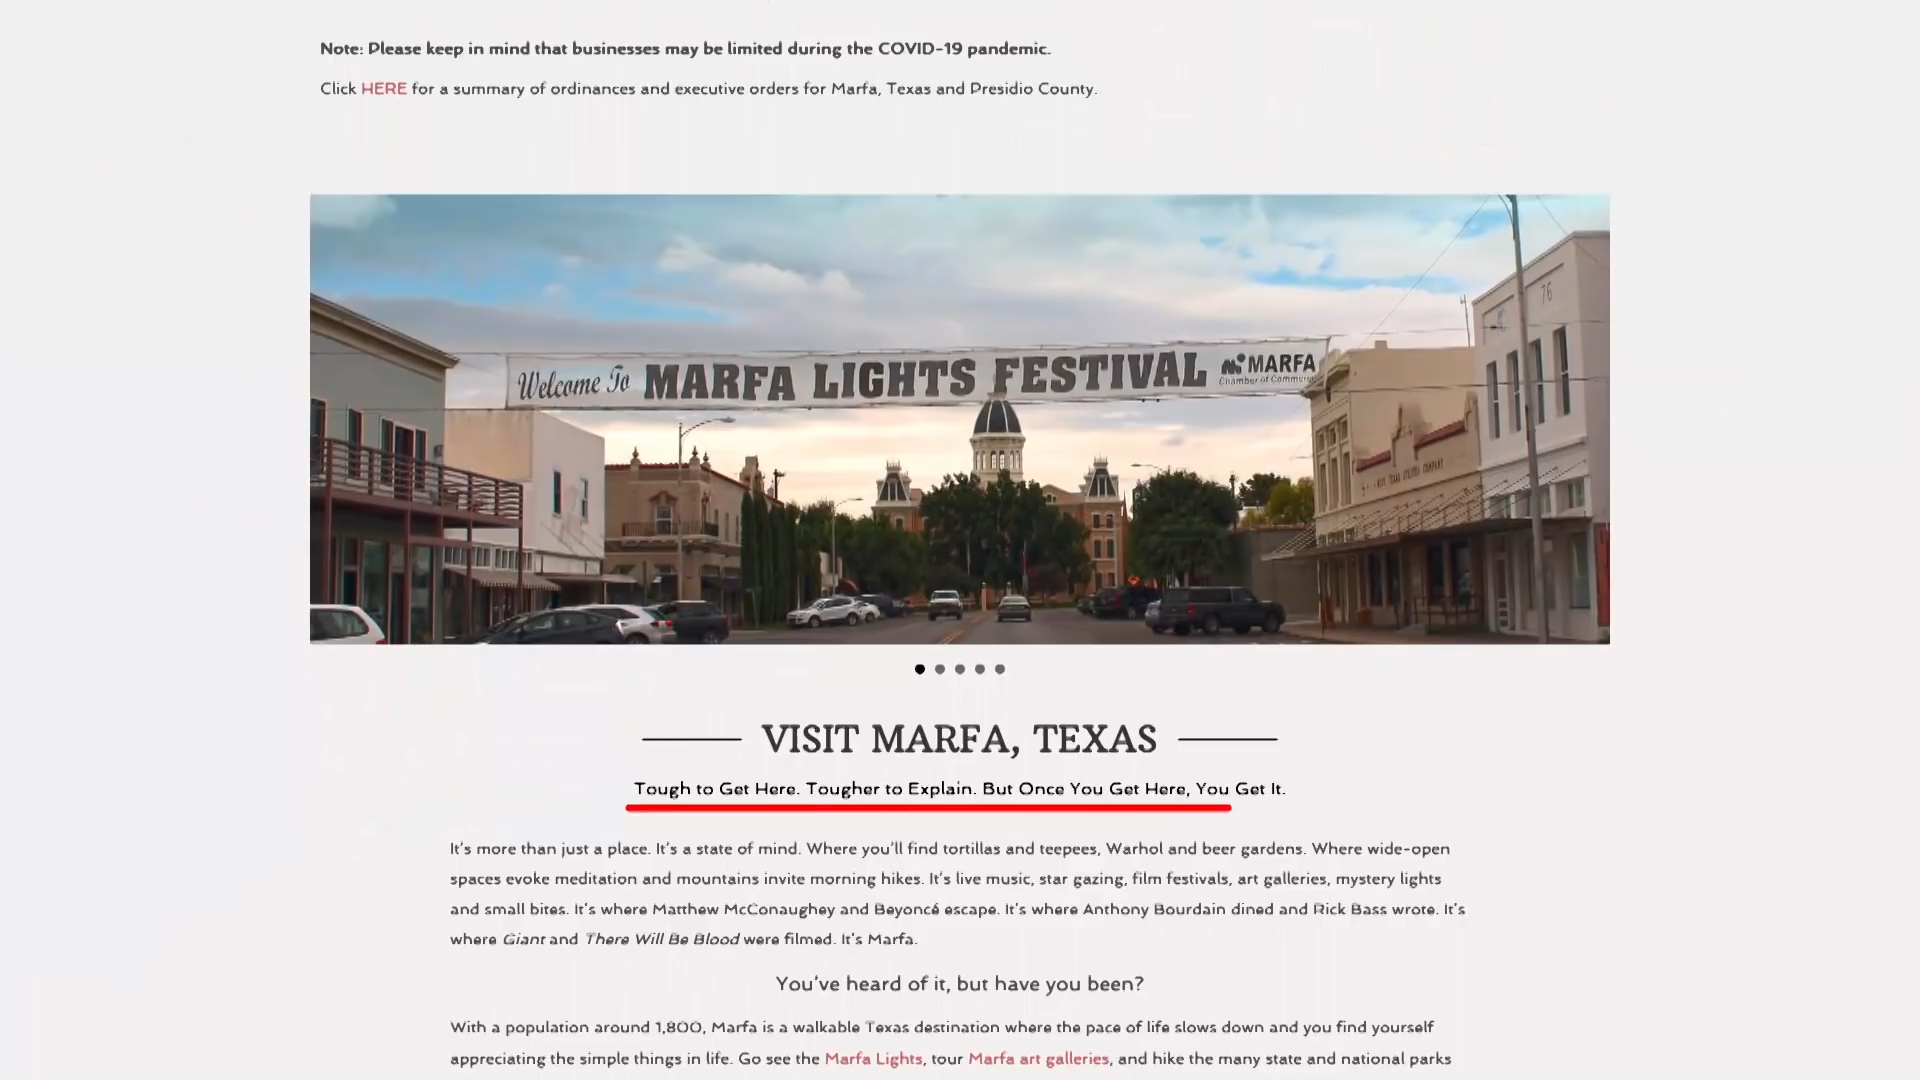 Note: Please keep in mind that businesses may be limited during the COVID-19 pandemic.
Click HERE for a summary of ordinances and executive orders for Marfa, Texas and Presidio County.
Welcome To MARFA LIGHTS FESTIVAL MARFA
Chamber of Commerce
76
WEST TEXAS UTILITIES COMPANY
VISIT MARFA, TEXAS
Tough to Get Here. Tougher to Explain. But Once You Get Here, You Get It.
It's more than just a place. It's a state of mind. Where you'll find tortillas and teepees, Warhol and beer gardens. Where wide-open
spaces evoke meditation and mountains invite morning hikes. It's live music, star gazing, film festivals, art galleries, mystery lights
and small bites. It's where Matthew McConaughey and Beyoncé escape. It's where Anthony Bourdain dined and Rick Bass wrote. It's
where Giant and There Will Be Blood were filmed. It's Marfa.
You've heard of it, but have you been?
With a population around 1,800, Marfa is a walkable Texas destination where the pace of life slows down and you find yourself
appreciating the simple things in life. Go see the Marfa Lights, tour Marfa art galleries, and hike the many state and national parks